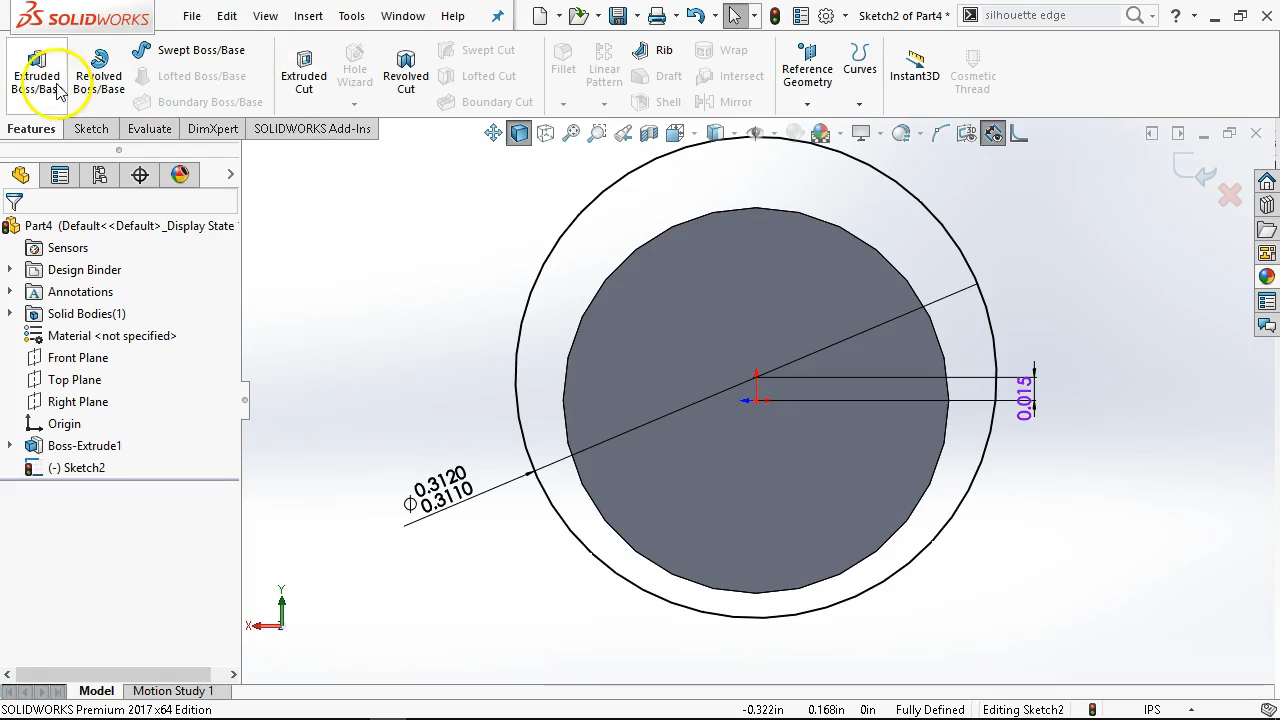 SOLIDWORKS File Edit View Insert Tools Window Help Sketch2 of Part4 * silhouette edge ?
Extruded Boss/Base
Revolved Boss/Base
Swept Boss/Base
Lofted Boss/Base
Boundary Boss/Base
Extruded Cut
Hole Wizard
Revolved Cut
Swept Cut
Lofted Cut
Boundary Cut
Fillet
Linear Pattern
Rib
Draft
Shell
Wrap
Intersect
Mirror
Reference Geometry
Curves
Instant3D
Cosmetic Thread
Features Sketch Evaluate DimXpert SOLIDWORKS Add-Ins
Part4 (Default<<Default>_Display State
Sensors
Design Binder
Annotations
Solid Bodies(1)
Material <not specified>
Front Plane
Top Plane
Right Plane
Origin
Boss-Extrude1
(-) Sketch2
0.015
∅ 0.3120
0.3110
Y
X
Z
Model Motion Study 1
SOLIDWORKS Premium 2017 x64 Edition -0.322in 0.168in 0in Fully Defined Editing Sketch2 IPS